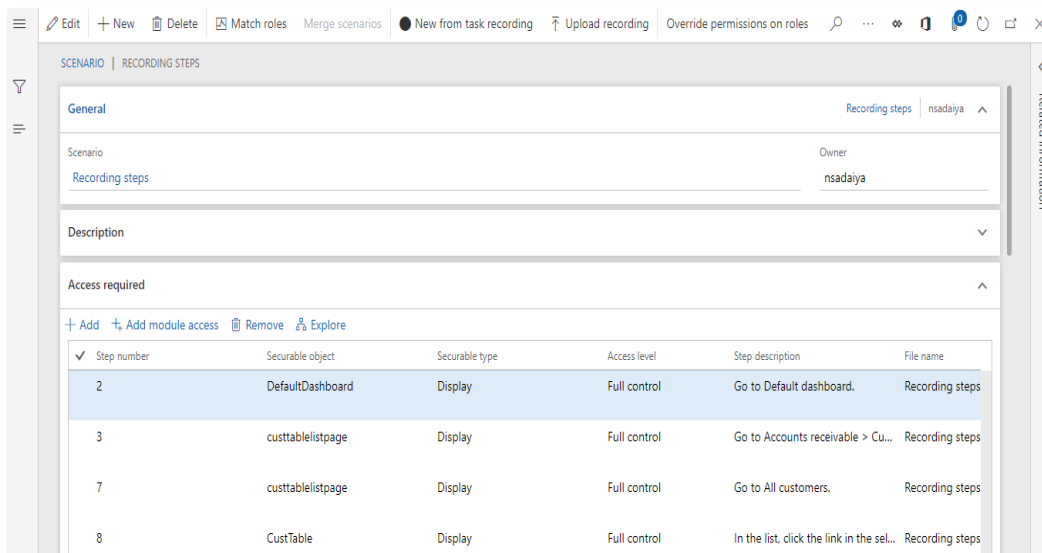 Edit New Delete Match roles Merge scenarios New from task recording Upload recording Override permissions on roles ... 0
SCENARIO | RECORDING STEPS
General Recording steps nsadaiya
Scenario Owner
Recording steps nsadaiya
Description
Access required
Add Add module access Remove Explore
Step number Securable object Securable type Access level Step description File name
2 DefaultDashboard Display Full control Go to Default dashboard. Recording steps
3 custtablelistpage Display Full control Go to Accounts receivable > Cu... Recording steps
7 custtablelistpage Display Full control Go to All customers. Recording steps
8 CustTable Display Full control In the list, click the link in the sel... Recording steps
Related information